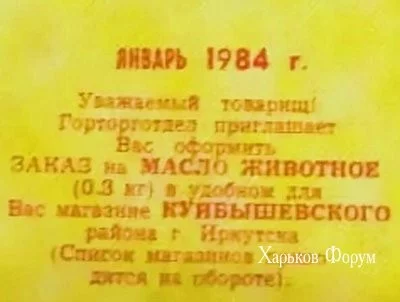 ЯНВАРЬ 1984 г.
Уважаемый товарищ!
Горторготдел приглашает
Вас оформить
ЗАКАЗ на МАСЛО ЖИВОТНОЕ
(0.3 кг) в удобном для
Вас магазине КУЙБЫШЕВСКОГО
района г Иркутска
(Список магазинов
дится на обороте).
Харьков Форум